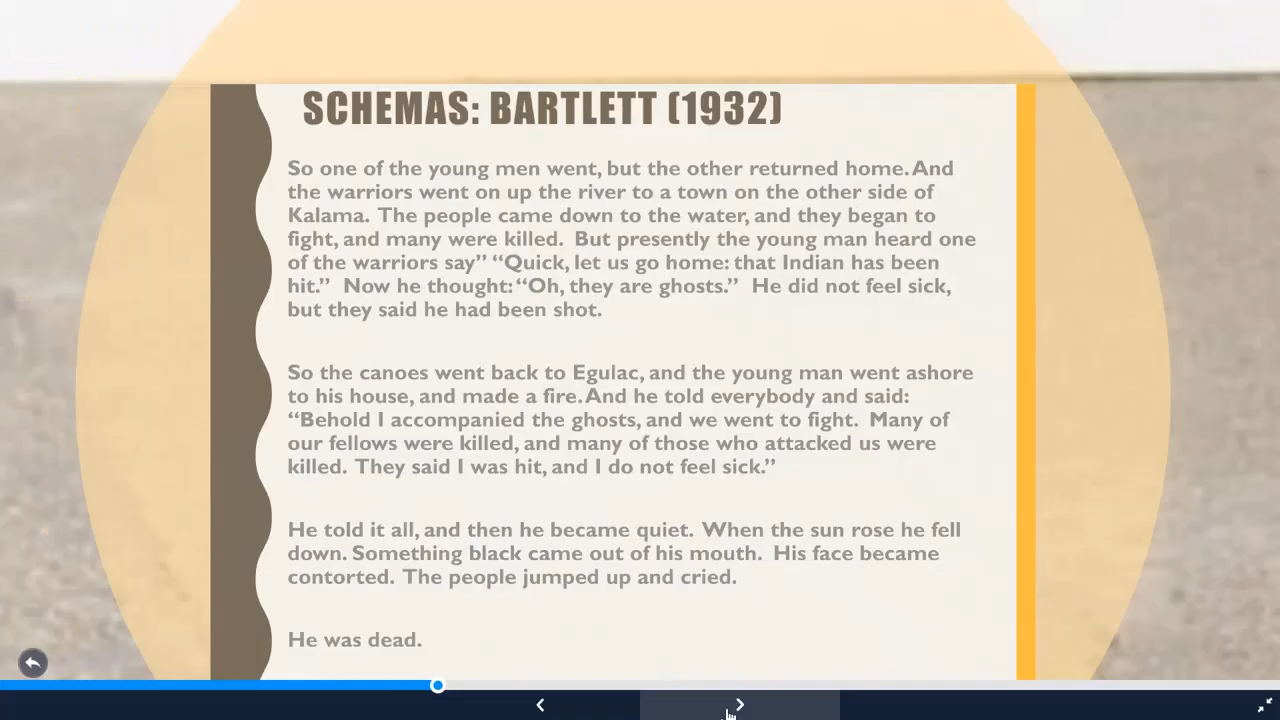 SCHEMAS: BARTLETT (1932)
So one of the young men went, but the other returned home. And
the warriors went on up the river to a town on the other side of
Kalama.  The people came down to the water, and they began to
fight, and many were killed.  But presently the young man heard one
of the warriors say” “Quick, let us go home: that Indian has been
hit.”  Now he thought: “Oh, they are ghosts.”  He did not feel sick,
but they said he had been shot.
So the canoes went back to Egulac, and the young man went ashore
to his house, and made a fire. And he told everybody and said:
“Behold I accompanied the ghosts, and we went to fight.  Many of
our fellows were killed, and many of those who attacked us were
killed.  They said I was hit, and I do not feel sick.”
He told it all, and then he became quiet.  When the sun rose he fell
down. Something black came out of his mouth.  His face became
contorted.  The people jumped up and cried.
He was dead.